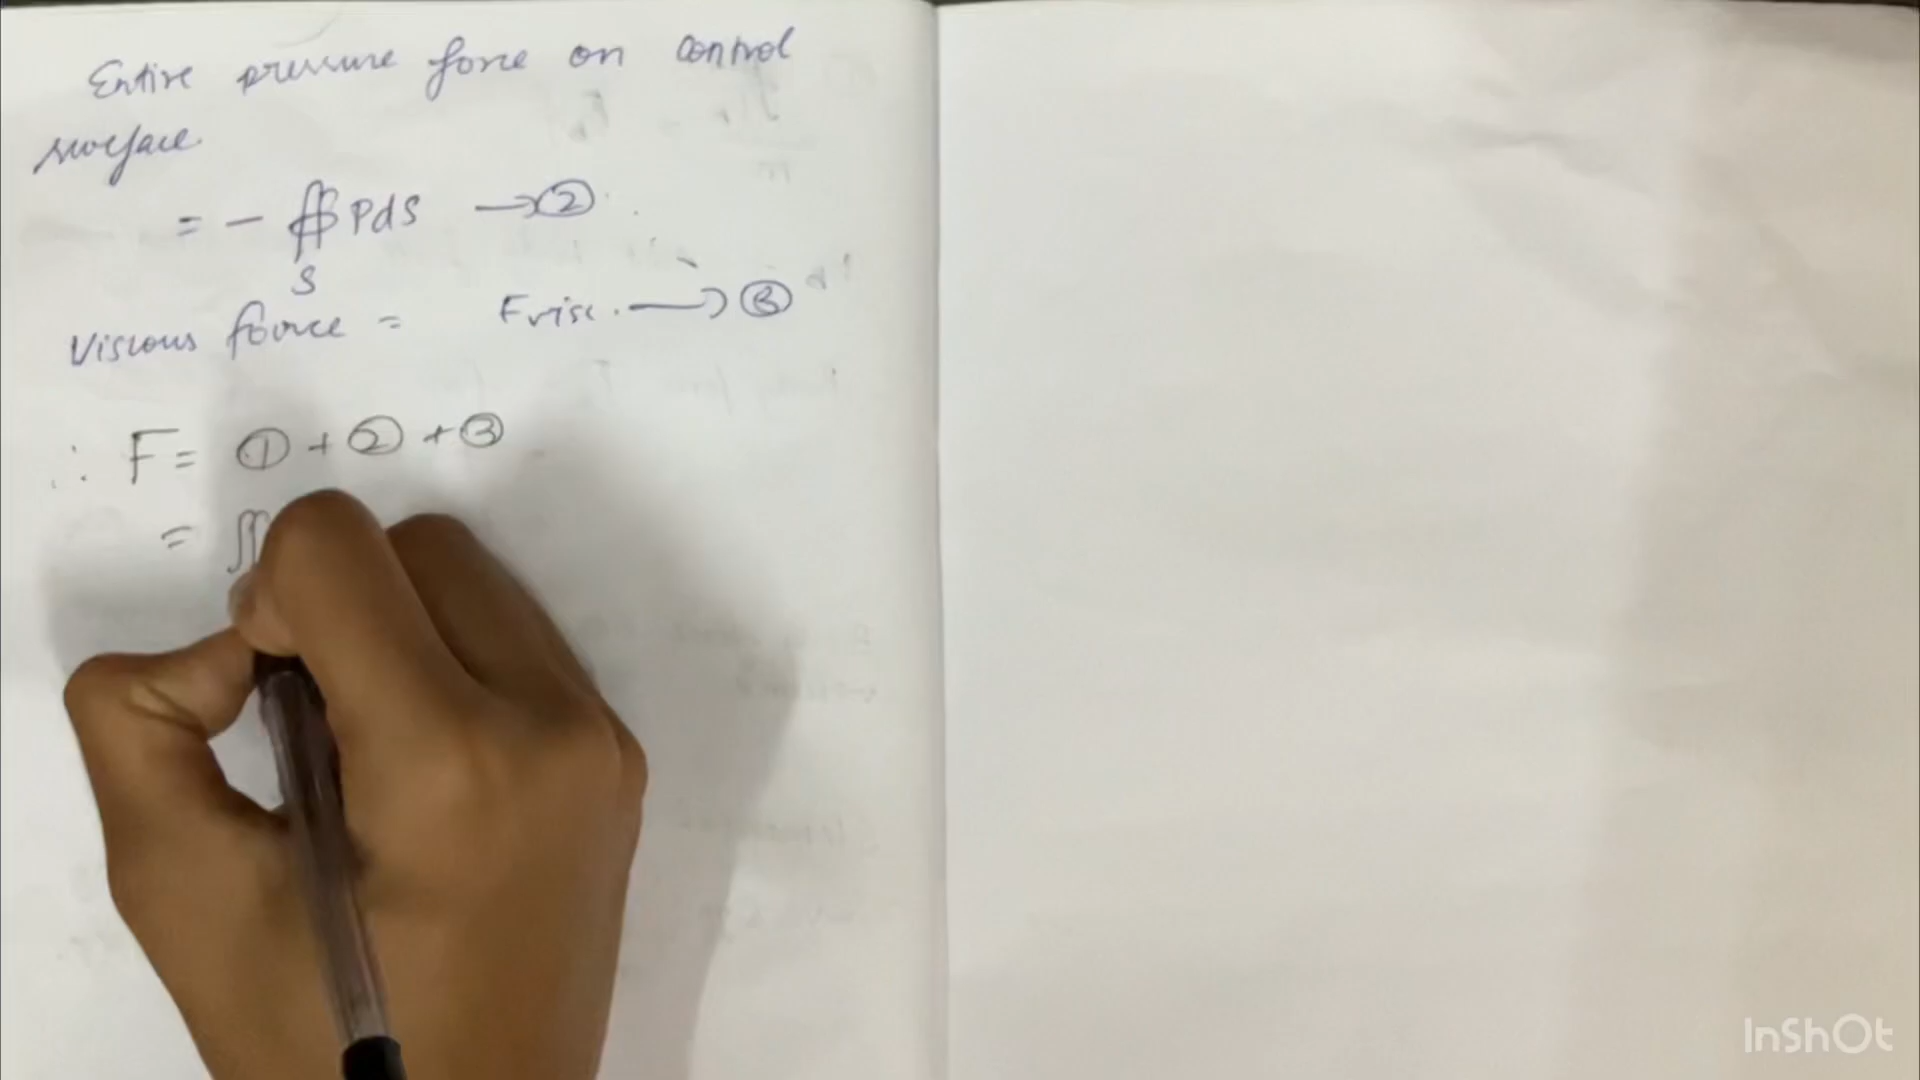 Entire pressure force on control
surface
= - ∯ PdS → ②
S
Viscous force = Fvisc. → ③
∴ F = ① + ② + ③
= ∬
InShOt